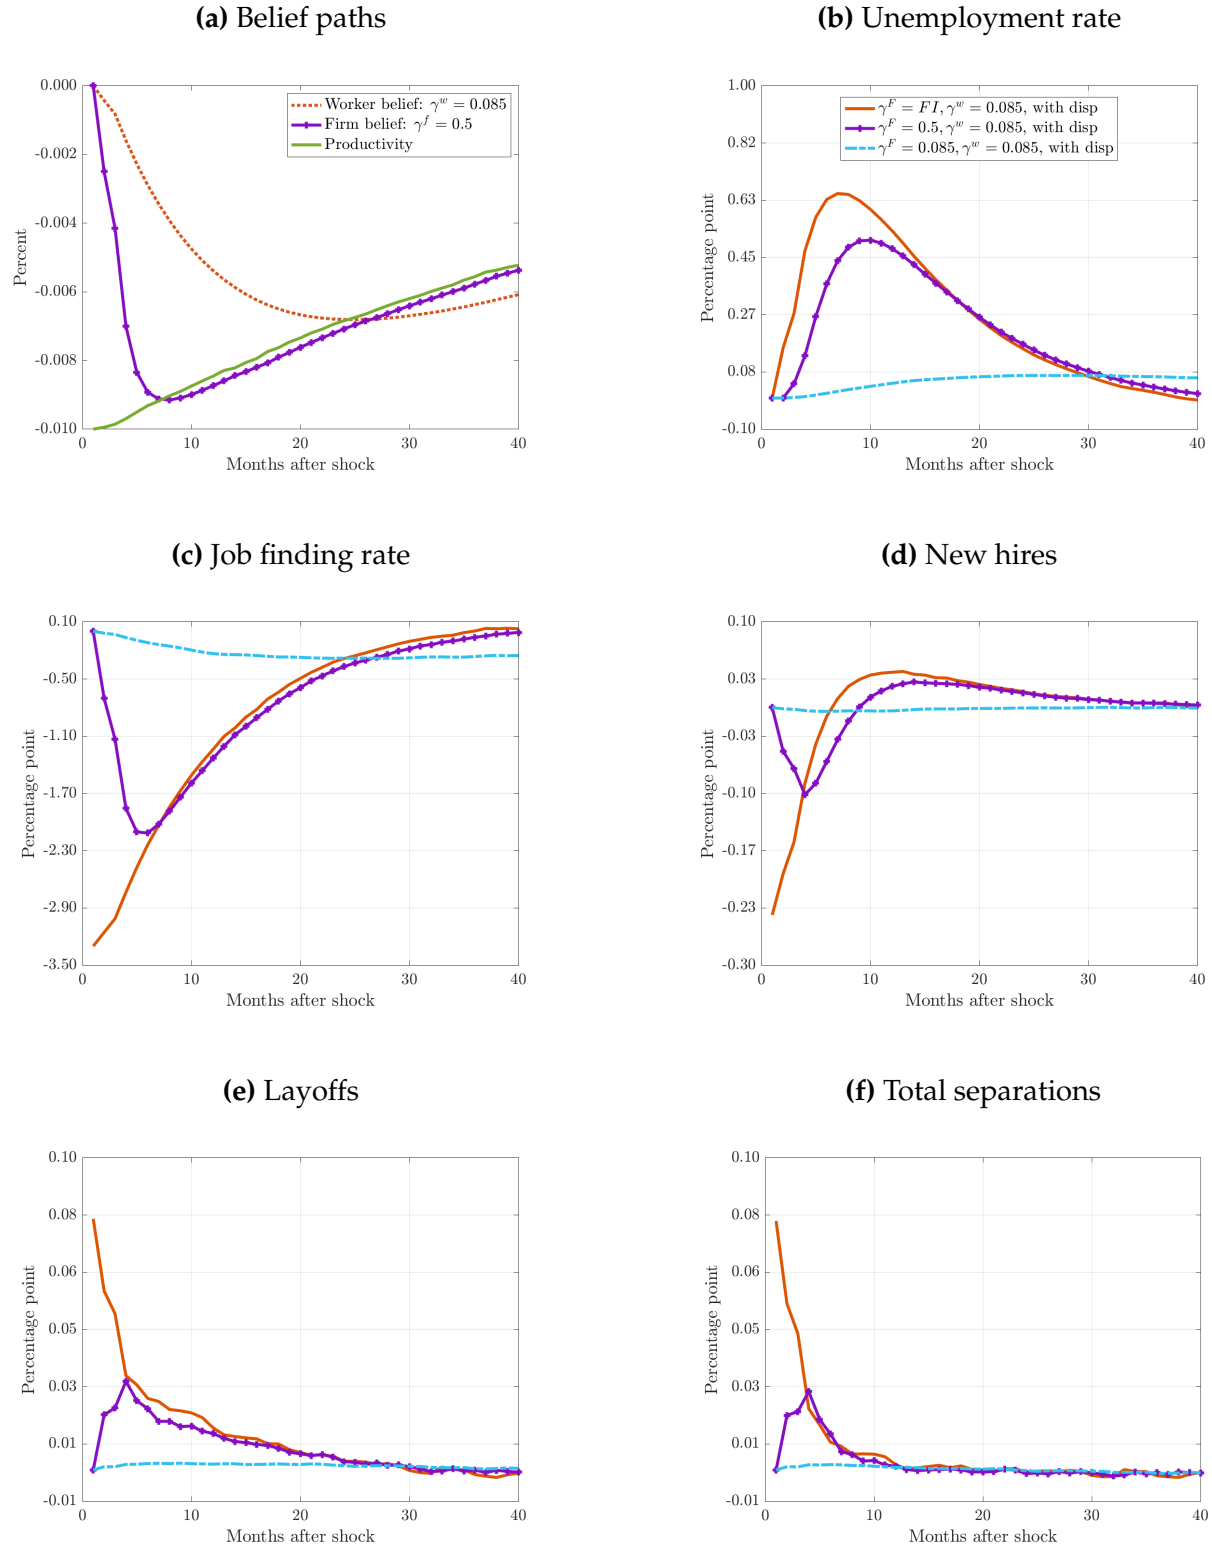 (a) Belief paths
0.000
-0.002
-0.004
-0.006
-0.008
-0.010
Percent
0
10
20
30
40
Months after shock
Worker belief: γ^w = 0.085
Firm belief: γ^f = 0.5
Productivity
(b) Unemployment rate
1.00
0.82
0.63
0.45
0.27
0.08
-0.10
Percentage point
0
10
20
30
40
Months after shock
γ^F = FI, γ^w = 0.085, with disp
γ^F = 0.5, γ^w = 0.085, with disp
γ^F = 0.085, γ^w = 0.085, with disp
(c) Job finding rate
0.10
-0.50
-1.10
-1.70
-2.30
-2.90
-3.50
Percentage point
0
10
20
30
40
Months after shock
(d) New hires
0.10
0.03
-0.03
-0.10
-0.17
-0.23
-0.30
Percentage point
0
10
20
30
40
Months after shock
(e) Layoffs
0.10
0.08
0.06
0.05
0.03
0.01
-0.01
Percentage point
0
10
20
30
40
Months after shock
(f) Total separations
0.10
0.08
0.06
0.05
0.03
0.01
-0.01
Percentage point
0
10
20
30
40
Months after shock